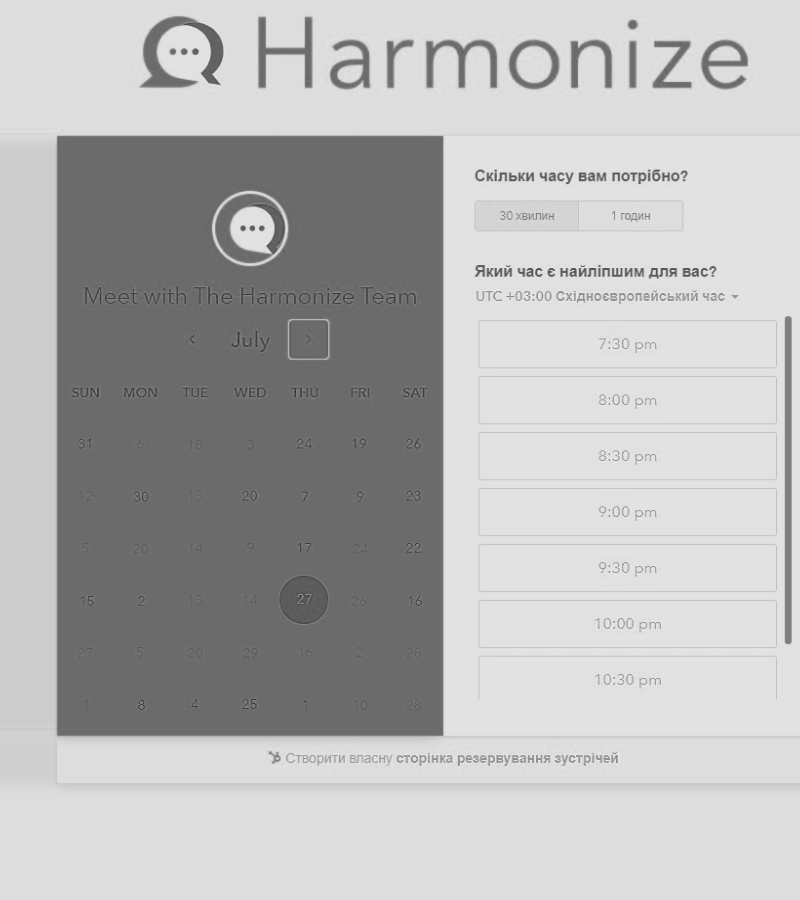 Harmonize
Meet with The Harmonize Team
July
SUN MON TUE WED THU FRI SAT
31 6 18 3 24 19 26
12 30 13 20 7 9 23
5 20 14 9 17 24 22
15 2 13 14 27 26 16
27 5 20 29 16 2 28
1 8 4 25 1 10 28
Скільки часу вам потрібно?
30 хвилин 1 годин
Який час є найліпшим для вас?
UTC +03:00 Східноєвропейський час
7:30 pm
8:00 pm
8:30 pm
9:00 pm
9:30 pm
10:00 pm
10:30 pm
Створити власну сторінка резервування зустрічей